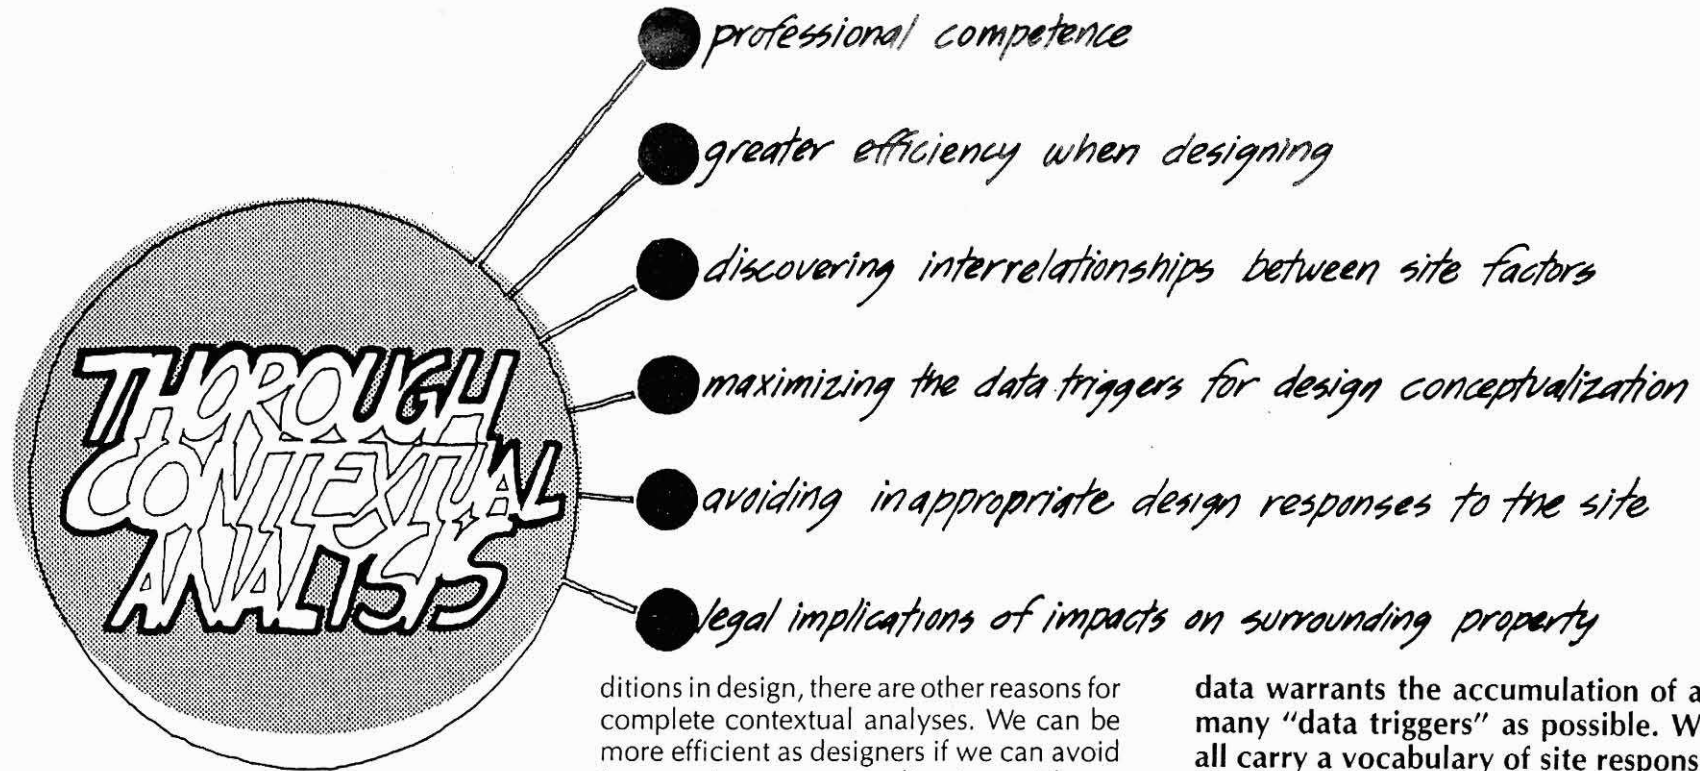 professional competence
greater efficiency when designing
discovering interrelationships between site factors
maximizing the data triggers for design conceptualization
avoiding inappropriate design responses to the site
legal implications of impacts on surrounding property
THOROUGH
CONTEXTUAL
ANALYSIS
ditions in design, there are other reasons for
complete contextual analyses. We can be
more efficient as designers if we can avoid
data warrants the accumulation of a
many “data triggers” as possible. W
all carry a vocabulary of site respons